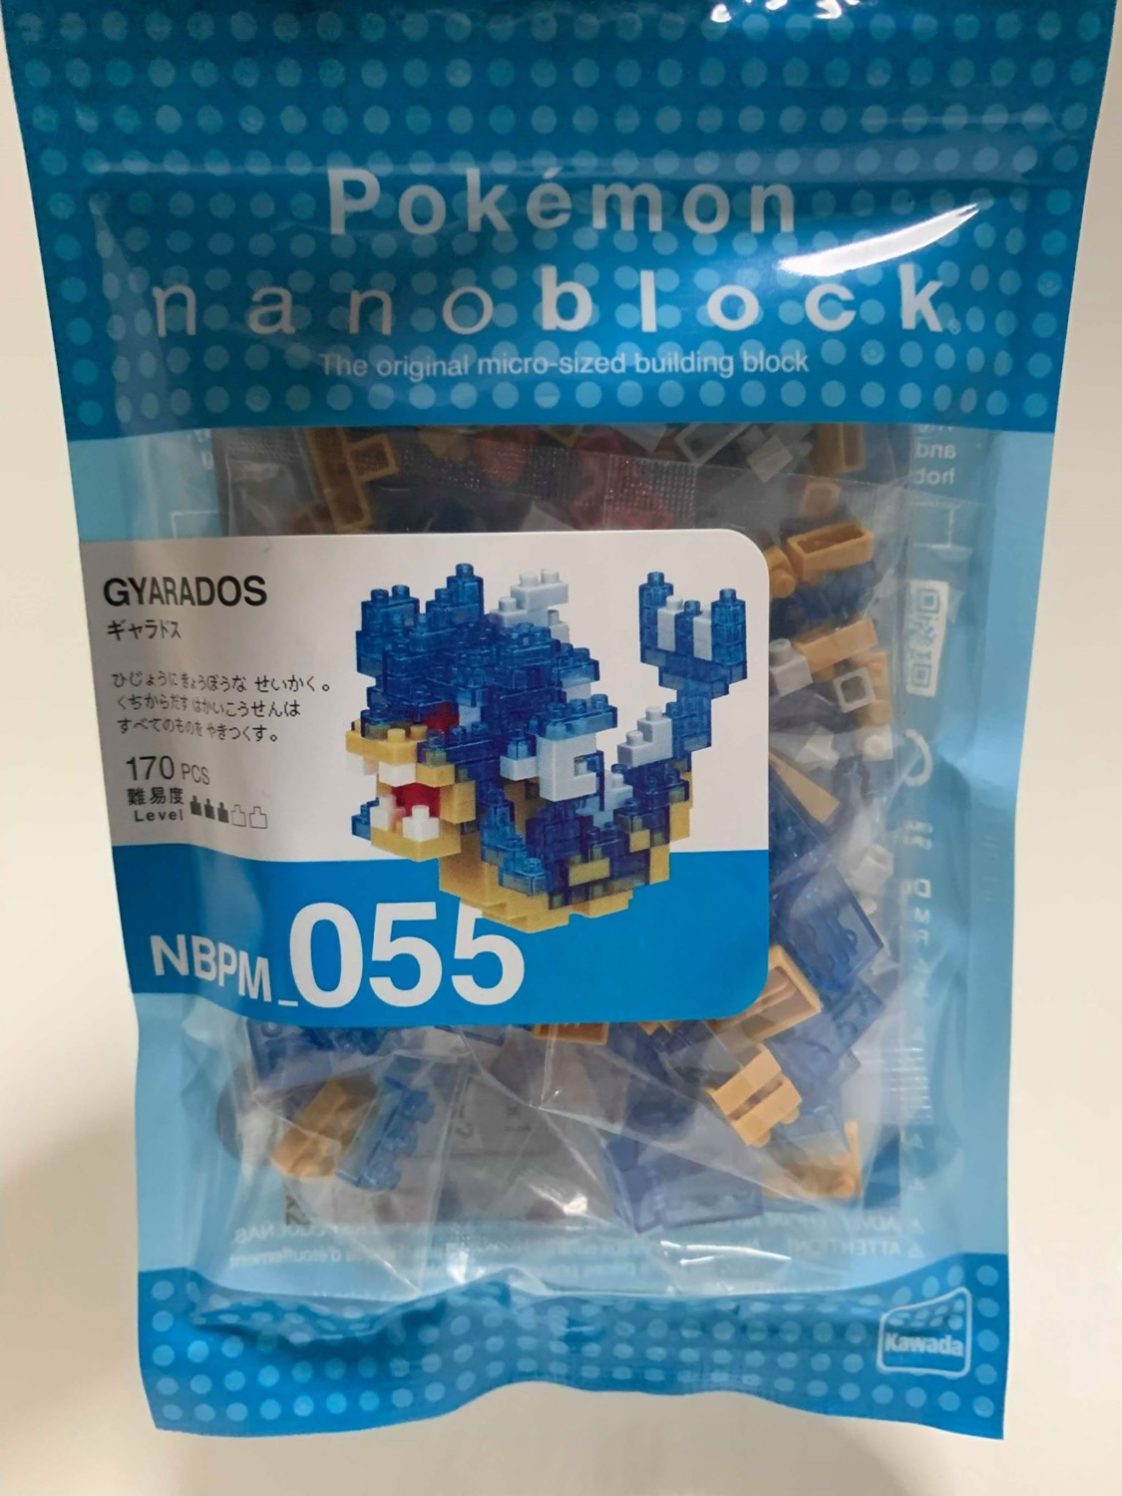 Pokémon
nanoblock
The original micro-sized building block
GYARADOS
ギャラドス
ひじょうに きょうぼうな せいかく。
くちからだす はかいこうせんは
すべてのものを やきつくす。
170 PCS
難易度
Level
NBPM_055
Kawada